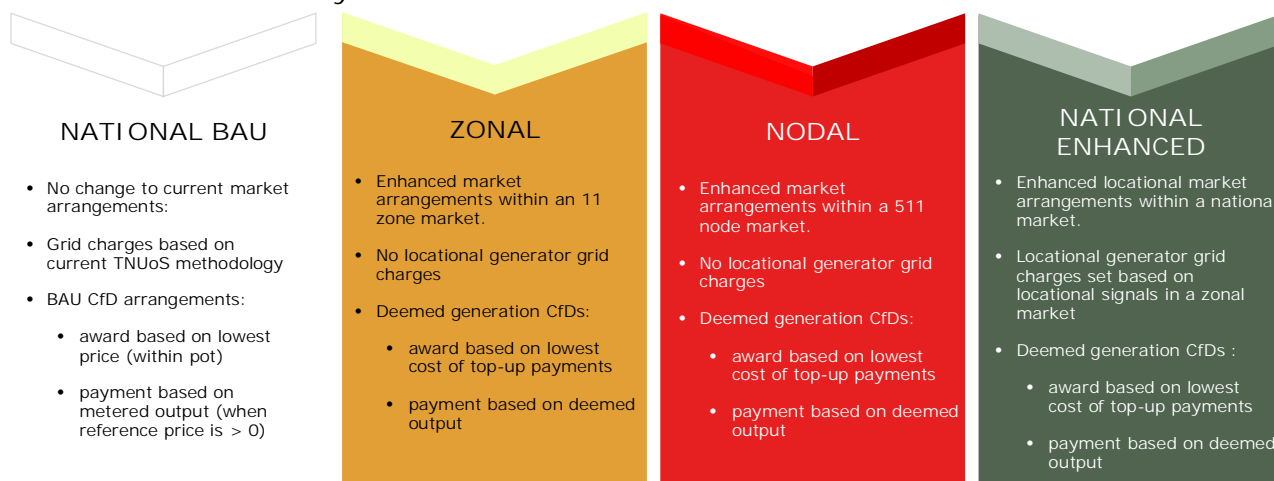 NATIONAL BAU
• No change to current market
arrangements:
• Grid charges based on
current TNUoS methodology
• BAU CfD arrangements:
• award based on lowest
price (within pot)
• payment based on
metered output (when
reference price is > 0)
ZONAL
• Enhanced market
arrangements within an 11
zone market.
• No locational generator grid
charges
• Deemed generation CfDs:
• award based on lowest
cost of top-up payments
• payment based on deemed
output
NODAL
• Enhanced market
arrangements within a 511
node market.
• No locational generator grid
charges
• Deemed generation CfDs:
• award based on lowest
cost of top-up payments
• payment based on deemed
output
NATIONAL
ENHANCED
• Enhanced locational market
arrangements within a nationa
market.
• Locational generator grid
charges set based on
locational signals in a zonal
market
• Deemed generation CfDs :
• award based on lowest
cost of top-up payments
• payment based on deemed
output